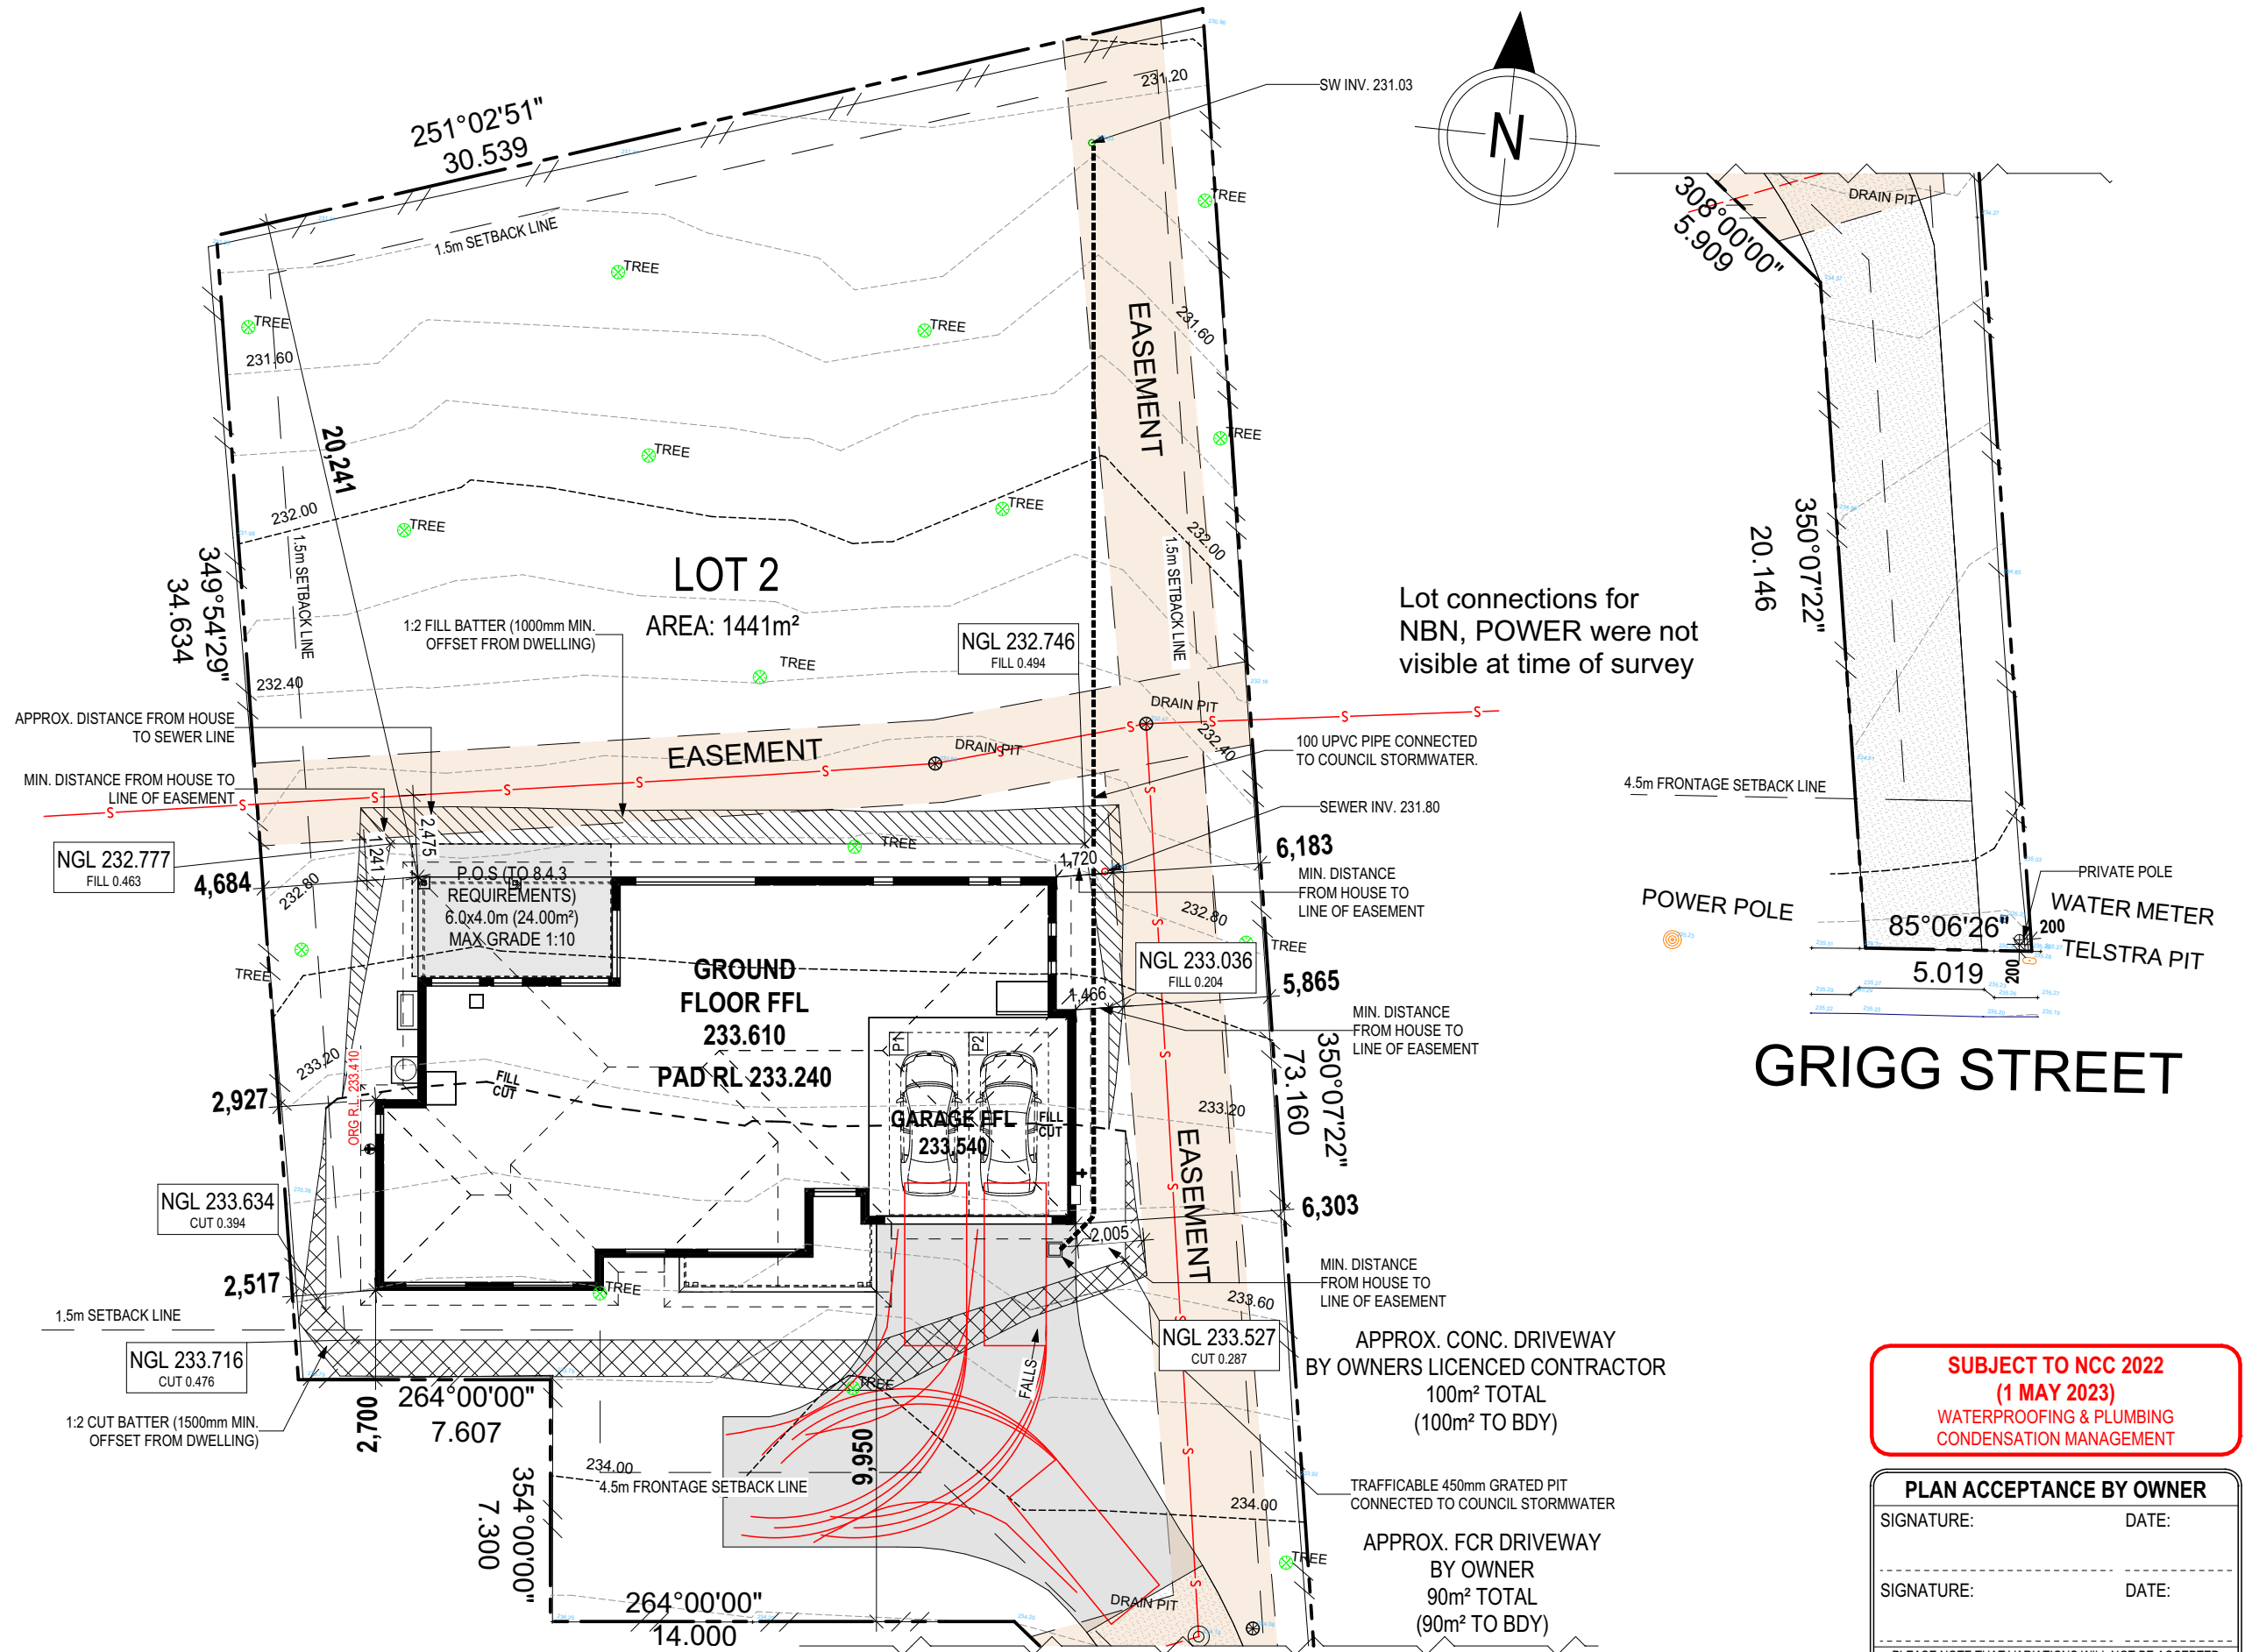 251°02'51"
30.539
231.20
SW INV. 231.03
N
308°00'00"
5.909
DRAIN PIT
TREE
1.5m SETBACK LINE
TREE
TREE
TREE
EASEMENT
231.60
231.60
TREE
20,241
TREE
TREE
232.00
TREE
1.5m SETBACK LINE
232.00
1.5m SETBACK LINE
349°54'29"
34.634
350°07'22"
20.146
LOT 2
AREA: 1441m²
1:2 FILL BATTER (1000mm MIN.
OFFSET FROM DWELLING)
NGL 232.746
FILL 0.494
Lot connections for
NBN, POWER were not
visible at time of survey
TREE
232.40
APPROX. DISTANCE FROM HOUSE
TO SEWER LINE
DRAIN PIT
232.40
EASEMENT
DRAIN PIT
100 UPVC PIPE CONNECTED
TO COUNCIL STORMWATER.
MIN. DISTANCE FROM HOUSE TO
LINE OF EASEMENT
4.5m FRONTAGE SETBACK LINE
S S S S S S S S S S
SEWER INV. 231.80
2,475
1,241
TREE
1,720
6,183
NGL 232.777
FILL 0.463
4,684
232.80
P.O.S (TO 8.4.3
REQUIREMENTS)
6.0x4.0m (24.00m²)
MAX GRADE 1:10
MIN. DISTANCE
FROM HOUSE TO
LINE OF EASEMENT
PRIVATE POLE
POWER POLE
WATER METER
85°06'26"
200
TELSTRA PIT
5.019
200
232.80
TREE
TREE
GROUND
FLOOR FFL
233.610
PAD RL 233.240
NGL 233.036
FILL 0.204
1,466
5,865
MIN. DISTANCE
FROM HOUSE TO
LINE OF EASEMENT
GRIGG STREET
350°07'22"
73.160
P1
P2
233.20
ORG R.L. 233.410
FILL
CUT
2,927
GARAGE FFL
233.540
FILL
CUT
233.20
EASEMENT
NGL 233.634
CUT 0.394
6,303
2,005
2,517
TREE
MIN. DISTANCE
FROM HOUSE TO
LINE OF EASEMENT
1.5m SETBACK LINE
233.60
NGL 233.716
CUT 0.476
NGL 233.527
CUT 0.287
APPROX. CONC. DRIVEWAY
BY OWNERS LICENCED CONTRACTOR
100m² TOTAL
(100m² TO BDY)
FALLS
TREE
1:2 CUT BATTER (1500mm MIN.
OFFSET FROM DWELLING)
2,700
264°00'00"
7.607
9,950
234.00
4.5m FRONTAGE SETBACK LINE
TRAFFICABLE 450mm GRATED PIT
CONNECTED TO COUNCIL STORMWATER
234.00
354°00'00"
7.300
APPROX. FCR DRIVEWAY
BY OWNER
90m² TOTAL
(90m² TO BDY)
TREE
264°00'00"
14.000
DRAIN PIT
SUBJECT TO NCC 2022
(1 MAY 2023)
WATERPROOFING & PLUMBING
CONDENSATION MANAGEMENT
PLAN ACCEPTANCE BY OWNER
SIGNATURE: DATE:
SIGNATURE: DATE: